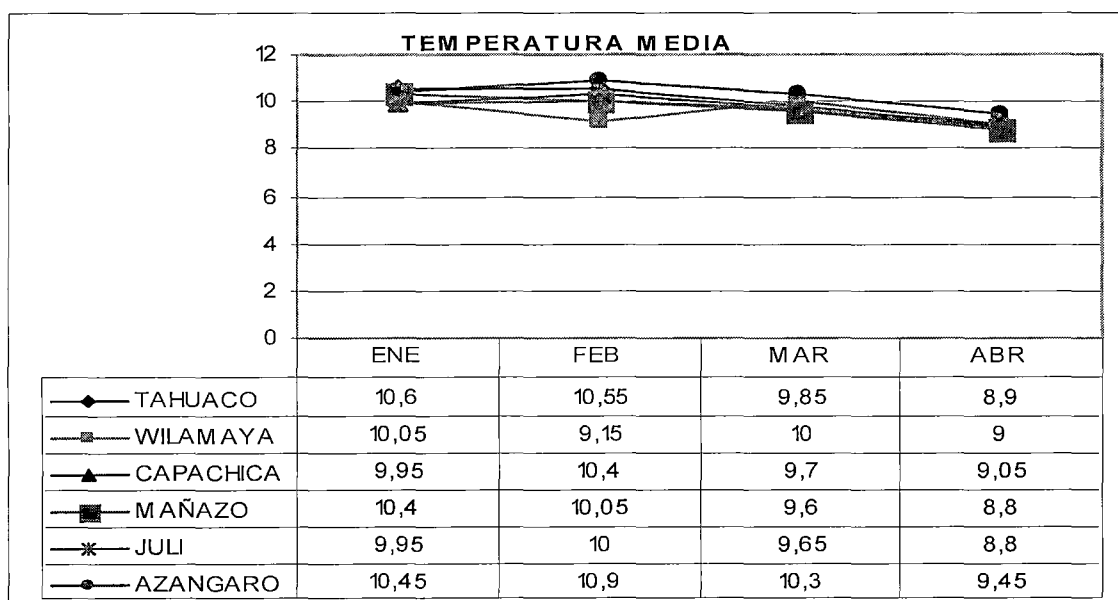 TEMPERATURA MEDIA
12
10
8
6
4
2
0
ENE FEB MAR ABR
TAHUACO 10,6 10,55 9,85 8,9
WILAMAYA 10,05 9,15 10 9
CAPACHICA 9,95 10,4 9,7 9,05
MAÑAZO 10,4 10,05 9,6 8,8
JULI 9,95 10 9,65 8,8
AZANGARO 10,45 10,9 10,3 9,45